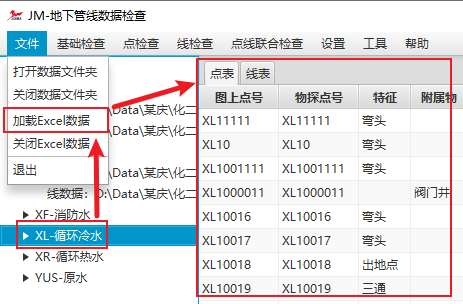 JM-地下管线数据检查
文件 基础检查 点检查 线检查 点线联合检查 设置 工具 帮助
打开数据文件夹
关闭数据文件夹
加载Excel数据
关闭Excel数据
退出
\Data\某庆\化二
\Data\某庆\化二
线数据: D:\Data\某庆\化二
XF-消防水
XL-循环冷水
XR-循环热水
YUS-原水
点表 线表
图上点号 物探点号 特征 附属物
XL11111 XL11111 弯头
XL10 XL10 弯头
XL1001111 XL1001111 弯头
XL1000011 XL1000011 阀门井
XL10016 XL10016 弯头
XL10017 XL10017 弯头
XL10018 XL10018 出地点
XL10019 XL10019 三通